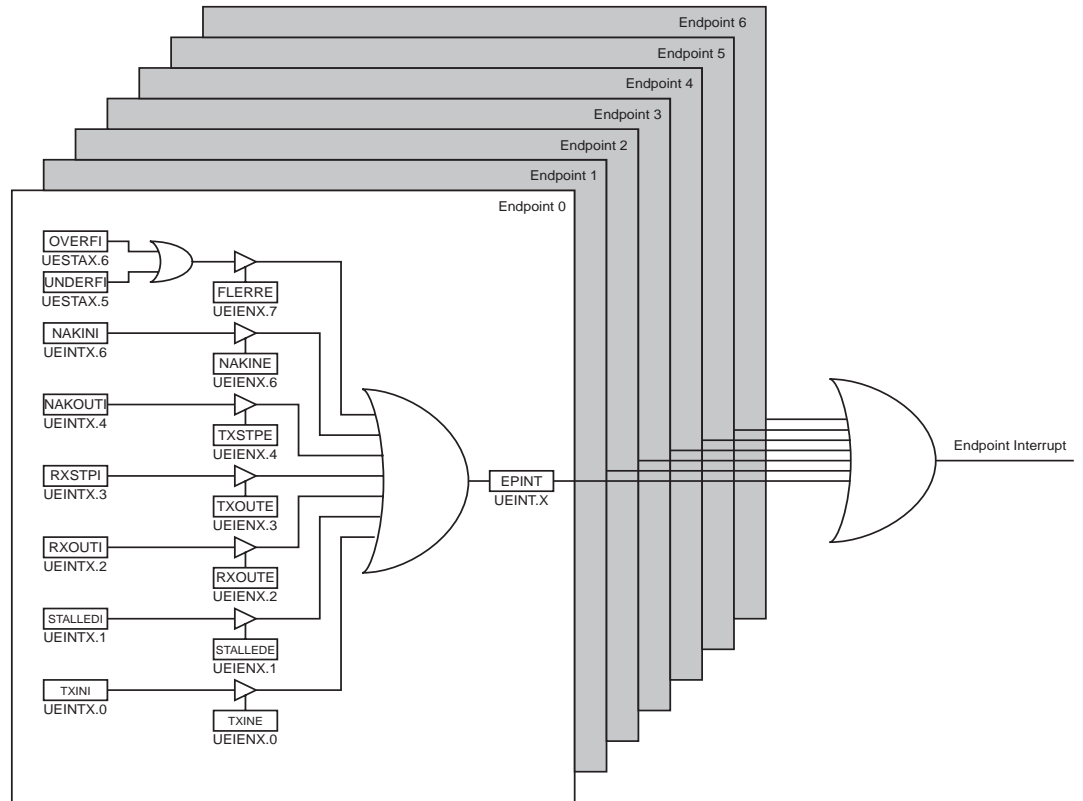 Endpoint 6
Endpoint 5
Endpoint 4
Endpoint 3
Endpoint 2
Endpoint 1
Endpoint 0
OVERFI
UESTAX.6
UNDERFI
UESTAX.5
FLERRE
UEIENX.7
NAKINI
UEINTX.6
NAKINE
UEIENX.6
NAKOUTI
UEINTX.4
TXSTPE
UEIENX.4
RXSTPI
UEINTX.3
TXOUTE
UEIENX.3
RXOUTI
UEINTX.2
RXOUTE
UEIENX.2
STALLEDI
UEINTX.1
STALLEDE
UEIENX.1
TXINI
UEINTX.0
TXINE
UEIENX.0
EPINT
UEINT.X
Endpoint Interrupt